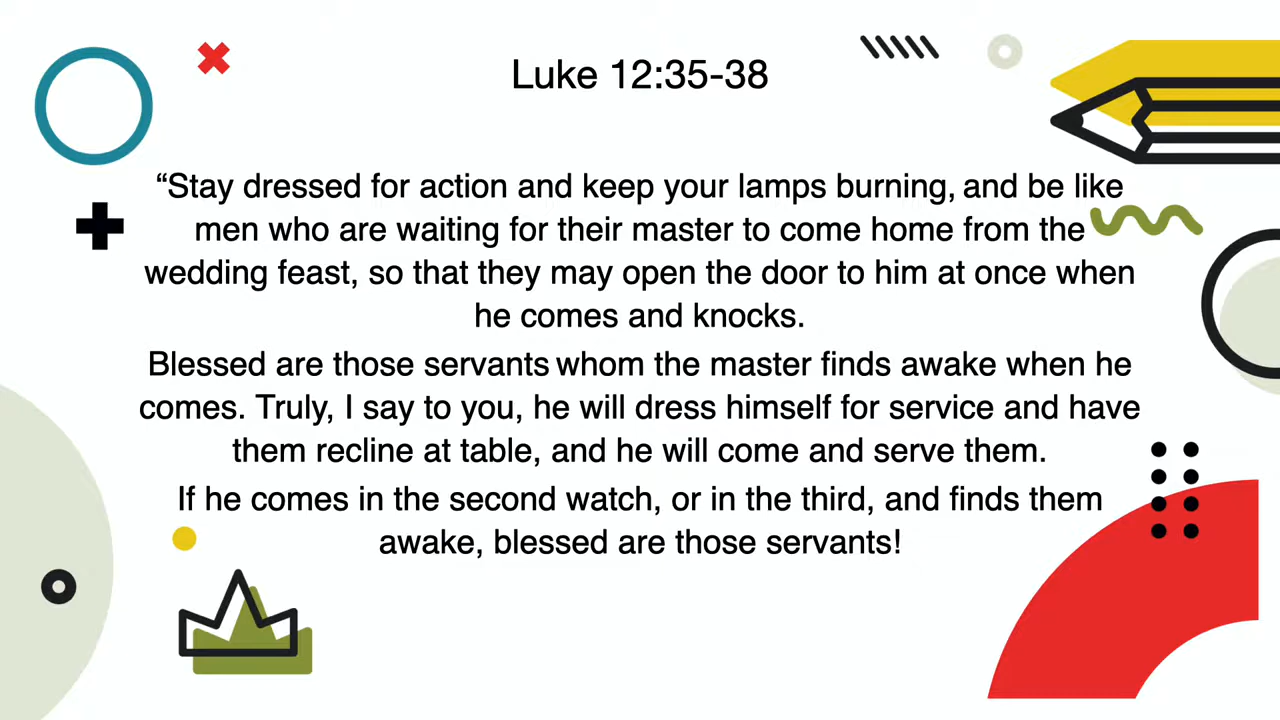 Luke 12:35-38
“Stay dressed for action and keep your lamps burning, and be like
men who are waiting for their master to come home from the
wedding feast, so that they may open the door to him at once when
he comes and knocks.
Blessed are those servants whom the master finds awake when he
comes. Truly, I say to you, he will dress himself for service and have
them recline at table, and he will come and serve them.
If he comes in the second watch, or in the third, and finds them
awake, blessed are those servants!